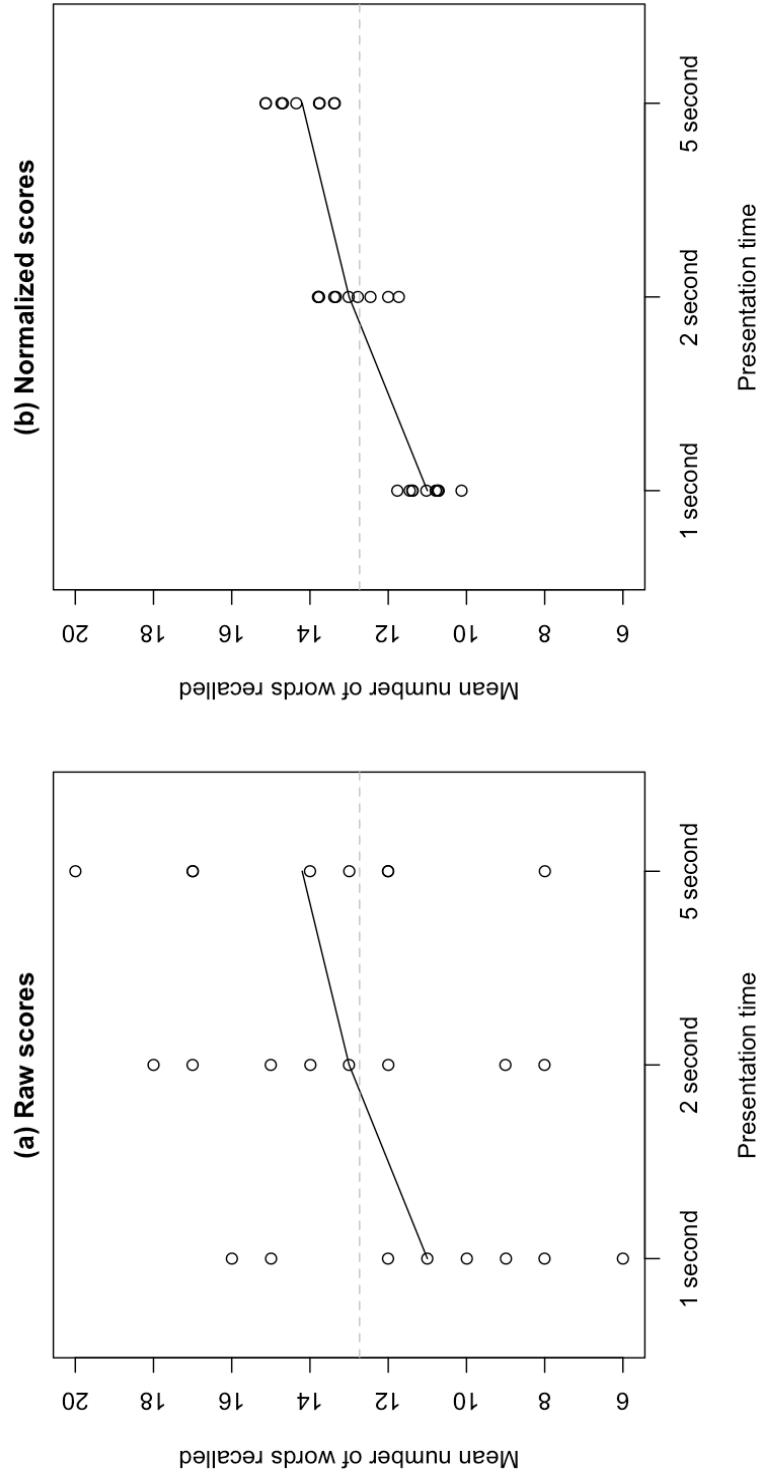 (a) Raw scores
Mean number of words recalled
20
18
16
14
12
10
8
6
1 second
2 second
5 second
Presentation time
(b) Normalized scores
Mean number of words recalled
20
18
16
14
12
10
8
6
1 second
2 second
5 second
Presentation time